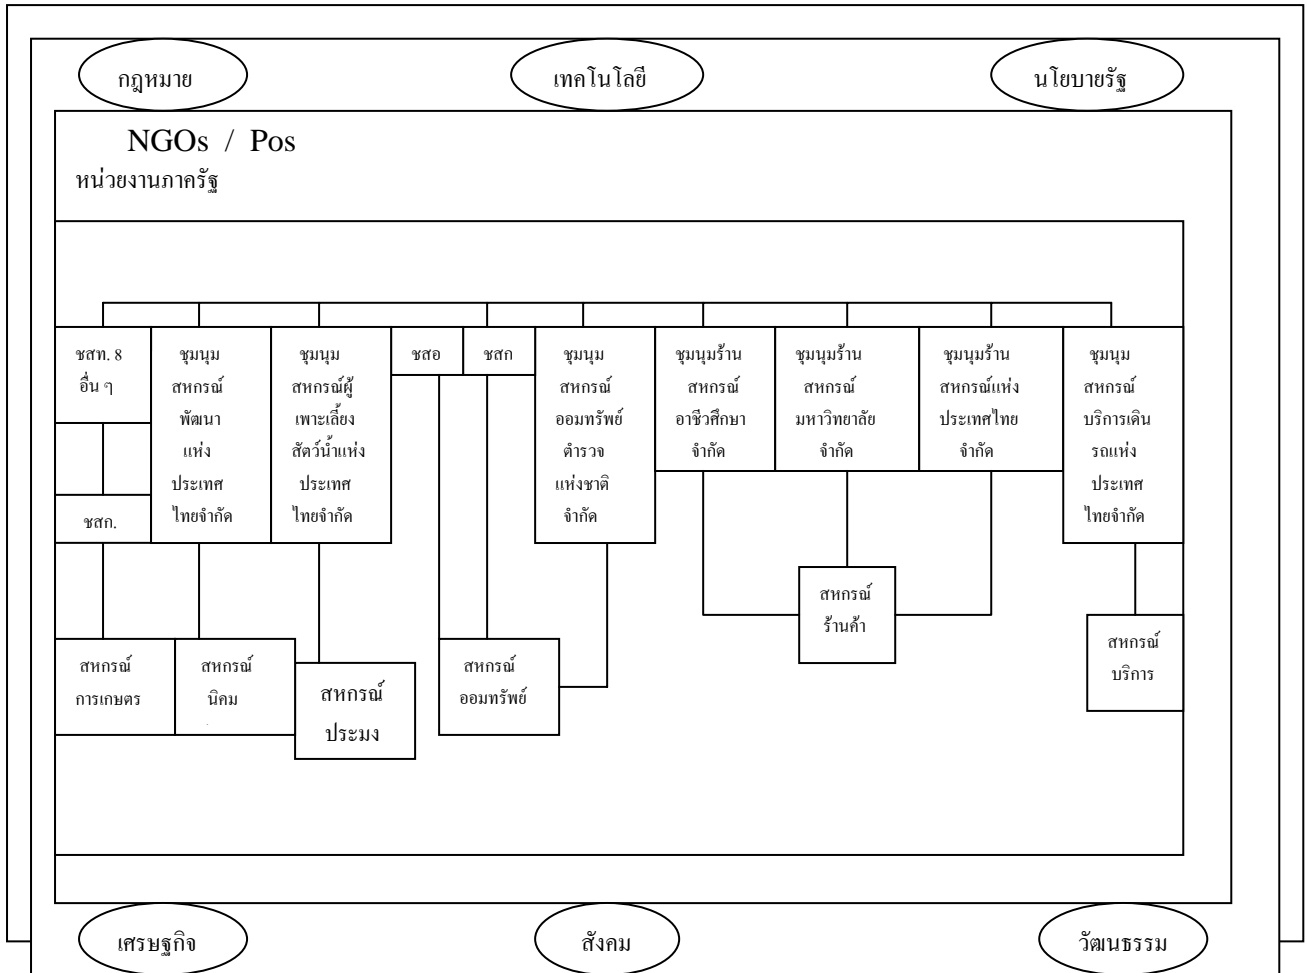 กฎหมาย
เทคโนโลยี
นโยบายรัฐ
NGOs / Pos
หน่วยงานภาครัฐ
ชสท. 8
อื่น ๆ
ชุมนุม
สหกรณ์
พัฒนา
แห่ง
ประเทศ
ไทยจำกัด
ชุมนุม
สหกรณ์ผู้
เพาะเลี้ยง
สัตว์น้ำแห่ง
ประเทศ
ไทยจำกัด
ชสอ
ชสก
ชุมนุม
สหกรณ์
ออมทรัพย์
ตำรวจ
แห่งชาติ
จำกัด
ชุมนุมร้าน
สหกรณ์
อาชีวศึกษา
จำกัด
ชุมนุมร้าน
สหกรณ์
มหาวิทยาลัย
จำกัด
ชุมนุมร้าน
สหกรณ์แห่ง
ประเทศไทย
จำกัด
ชุมนุม
สหกรณ์
บริการเดิน
รถแห่ง
ประเทศ
ไทยจำกัด
ชสก.
สหกรณ์
การเกษตร
สหกรณ์
นิคม
สหกรณ์
ประมง
สหกรณ์
ออมทรัพย์
สหกรณ์
ร้านค้า
สหกรณ์
บริการ
เศรษฐกิจ
สังคม
วัฒนธรรม